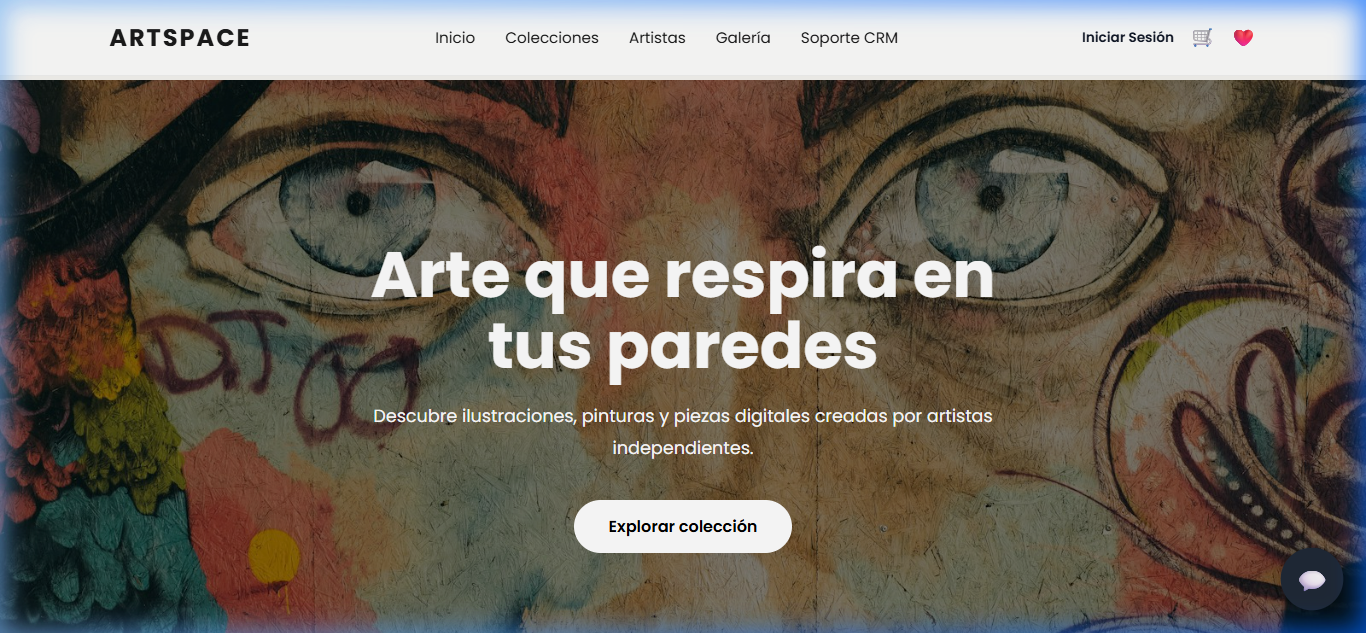 ARTSPACE
Inicio
Colecciones
Artistas
Galería
Soporte CRM
Iniciar Sesión
Arte que respira en
tus paredes
Descubre ilustraciones, pinturas y piezas digitales creadas por artistas
independientes.
Explorar colección